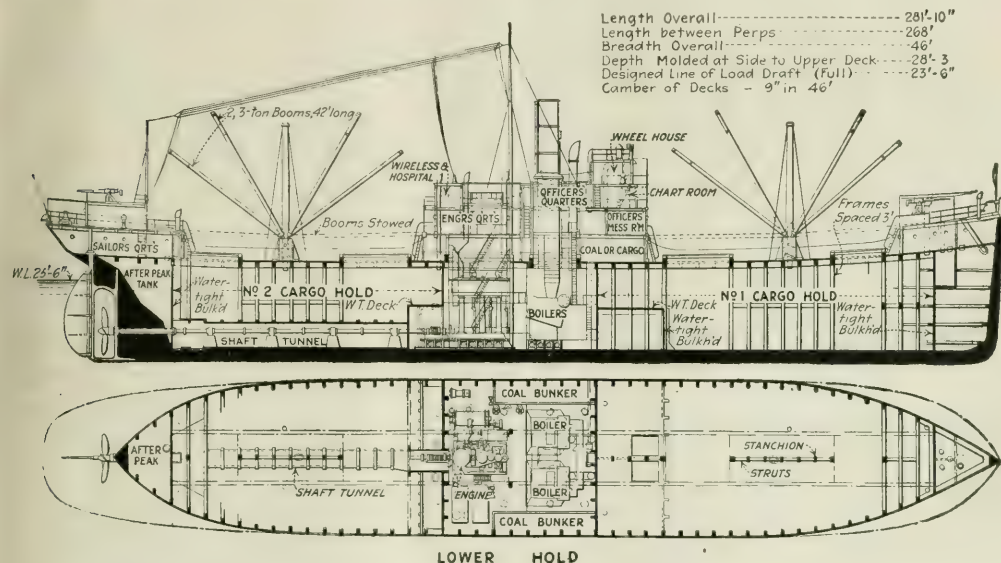 Length Overall 281'-10"
Length between Perps 268'
Breadth Overall 46'
Depth Molded at Side to Upper Deck 28'-3
Designed Line of Load Draft (Full) 23'-6"
Camber of Decks - 9" in 46'
2, 3-ton Booms, 42' long
WIRELESS &
HOSPITAL
WHEEL HOUSE
CHART ROOM
OFFICERS
QUARTERS
ENGRS QRTS
OFFICERS
MESS R'M
Booms Stowed
Frames
Spaced 3'
SAILORS QRTS
COAL OR CARGO
W.L. 25'-6"
AFTER PEAK
TANK
Water-
tight
Bulkd
No 2 CARGO HOLD
W.T. Deck
BOILERS
No 1 CARGO HOLD
W.T. Deck
Water-
tight
Bulkh'd
Water-
tight
Bulkh'd
SHAFT TUNNEL
COAL BUNKER
AFTER
PEAK
BOILER
STANCHION
STRUTS
SHAFT TUNNEL
ENGINE
BOILER
COAL BUNKER
LOWER HOLD